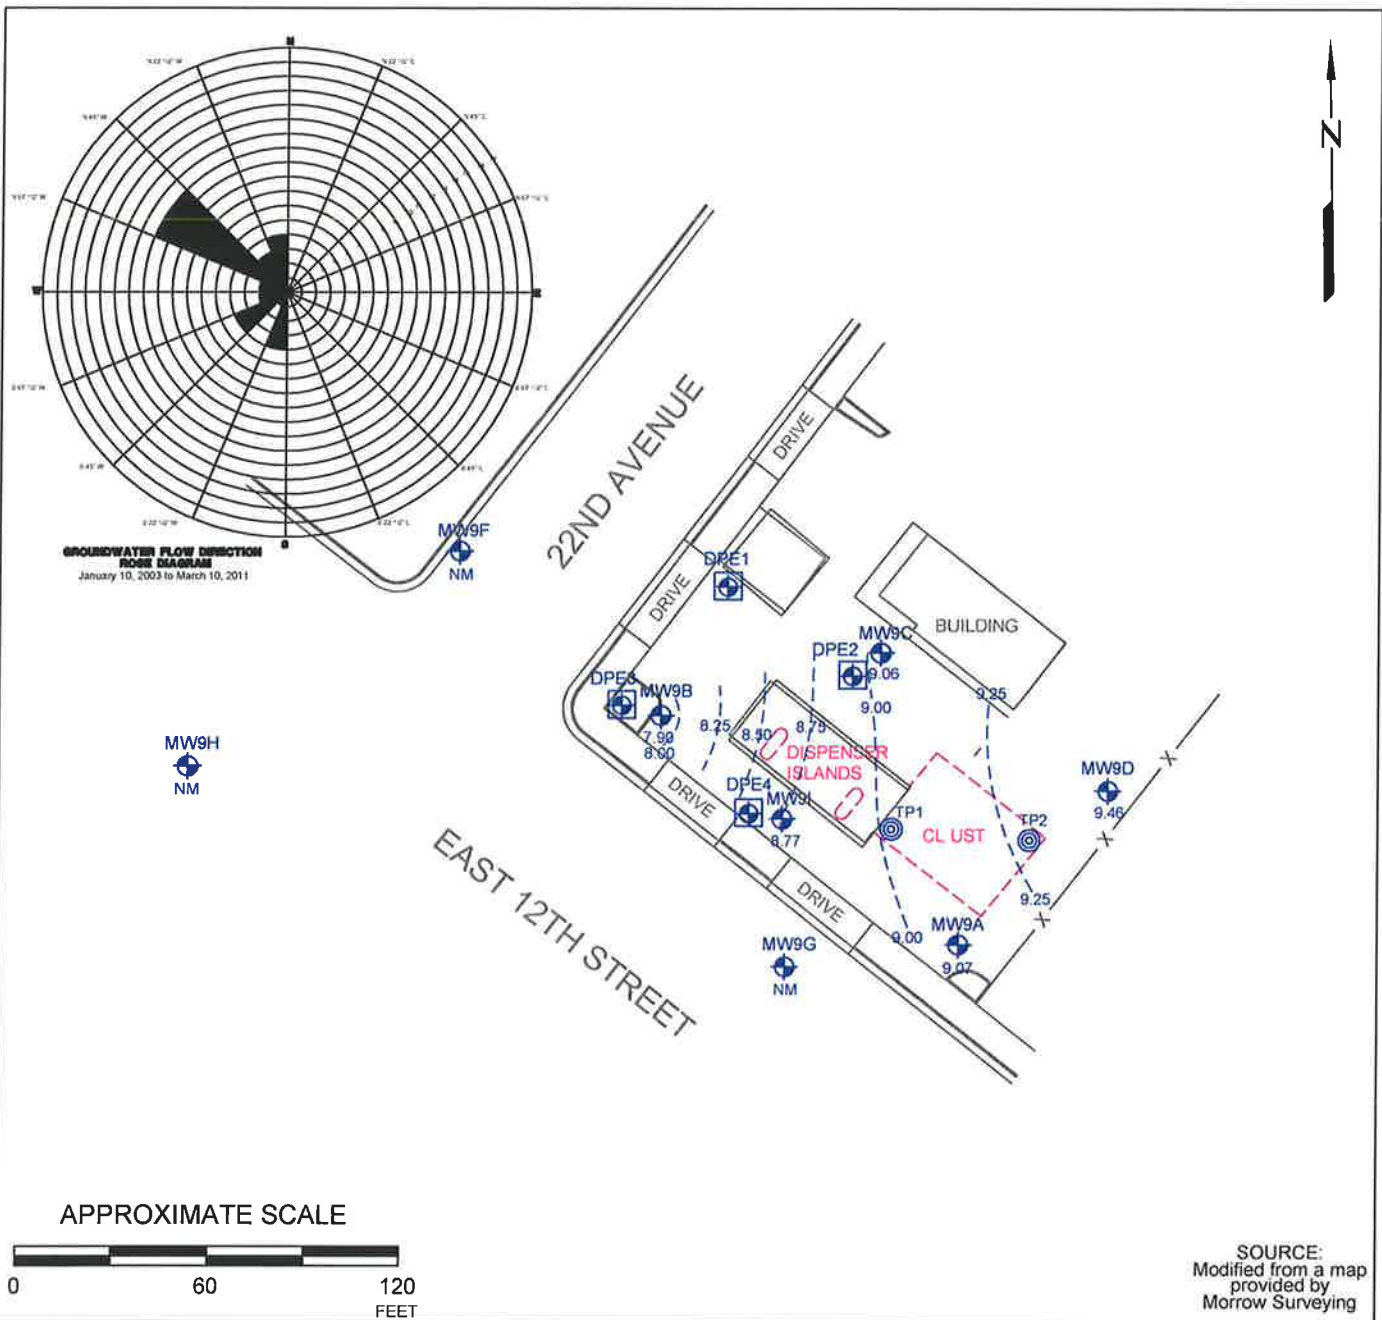 N
N
W
E
S
GROUNDWATER FLOW DIRECTION
ROSE DIAGRAM
January 10, 2003 to March 10, 2011
22ND AVENUE
DRIVE
DRIVE
MW9F
NM
DPE1
BUILDING
MW9C
9.06
DPE2
9.00
9.25
DPE3
MW9B
7.99
8.00
8.25
8.50
8.75
DISPENSER
ISLANDS
MW9H
NM
MW9D
9.46
DRIVE
DPE4
MW9I
8.77
TP1
CL UST
TP2
EAST 12TH STREET
DRIVE
9.25
9.00
MW9A
9.07
MW9G
NM
X
X
X
APPROXIMATE SCALE
0 60 120
FEET
SOURCE:
Modified from a map
provided by
Morrow Surveying